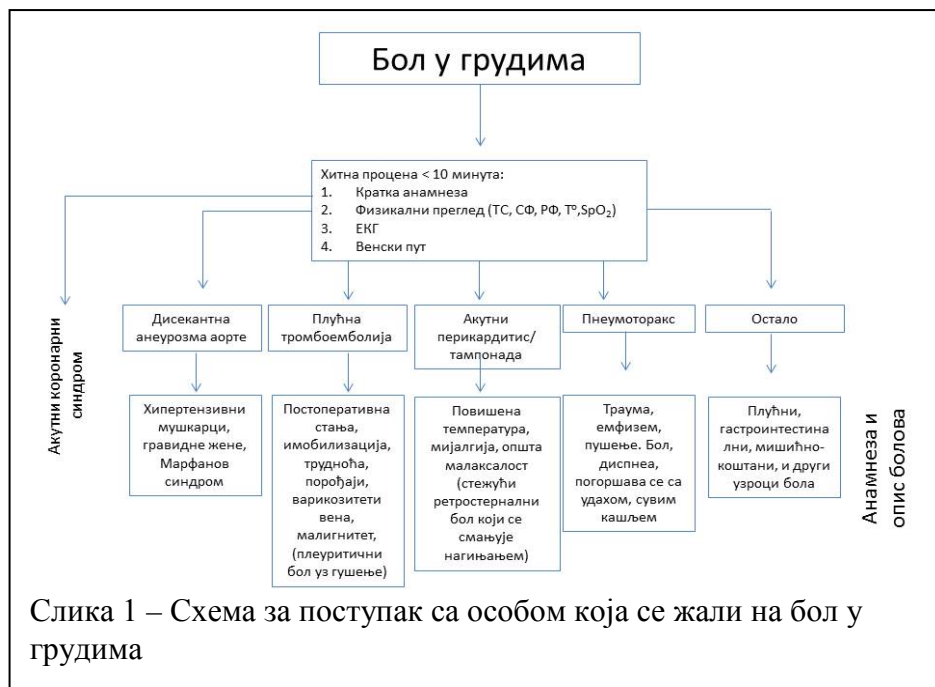 Бол у грудима
Хитна процена < 10 минута:
1. Кратка анамнеза
2. Физикални преглед (ТС, СФ, РФ, Т°,SpO₂)
3. ЕКГ
4. Венски пут
Акутни коронарни
синдром
Дисекантна
анеурозма аорте
Плућна
тромбоемболија
Акутни
перикардитис/
тампонада
Пнеумоторакс
Остало
Хипертензивни
мушкарци,
гравидне жене,
Марфанов
синдром
Постоперативна
стања,
имобилизација,
трудноћа,
порођаји,
варикозитети
вена,
малигнитет,
(плеуритични
бол уз гушење)
Повишена
температура,
мијалгија, општа
малаксалост
(стежући
ретростернални
бол који се
смањује
нагињањем)
Траума,
емфизем,
пушење. Бол,
диспнеа,
погоршава се са
удахом, сувим
кашљем
Плућни,
гастроинтестина
лни, мишићно-
коштани, и други
узроци бола
Анамнеза и
опис болова
Слика 1 – Схема за поступак са особом која се жали на бол у
грудима